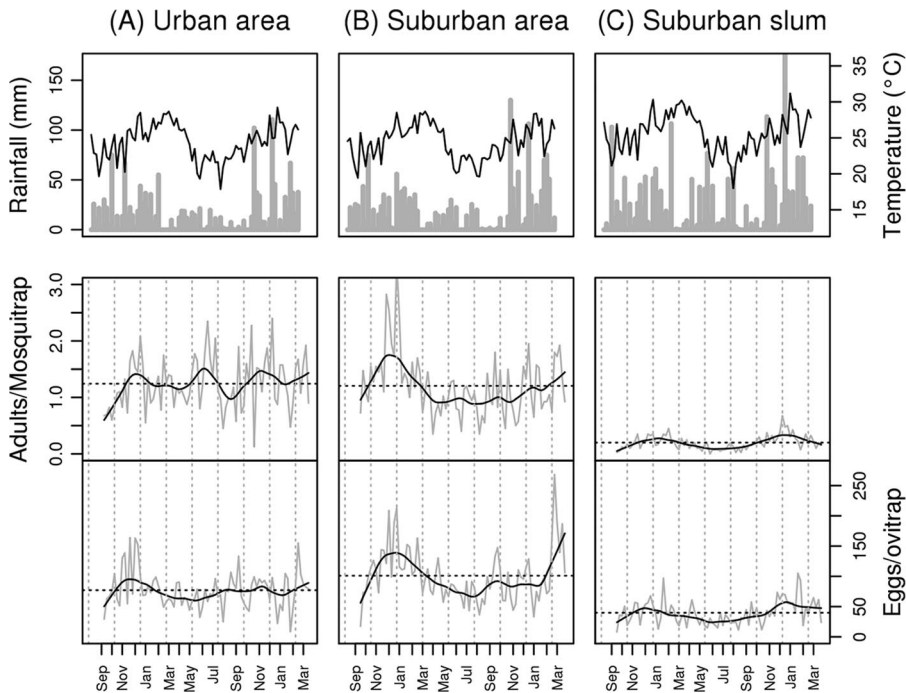 (A) Urban area (B) Suburban area (C) Suburban slum
Rainfall (mm)
150
100
50
0
35
30
25
20
15
Temperature (°C)
Adults/Mosquitrap
3.0
2.0
1.0
0.0
250
150
50
0
Eggs/ovitrap
Sep Nov Jan Mar May Jul Sep Nov Jan Mar
Sep Nov Jan Mar May Jul Sep Nov Jan Mar
Sep Nov Jan Mar May Jul Sep Nov Jan Mar